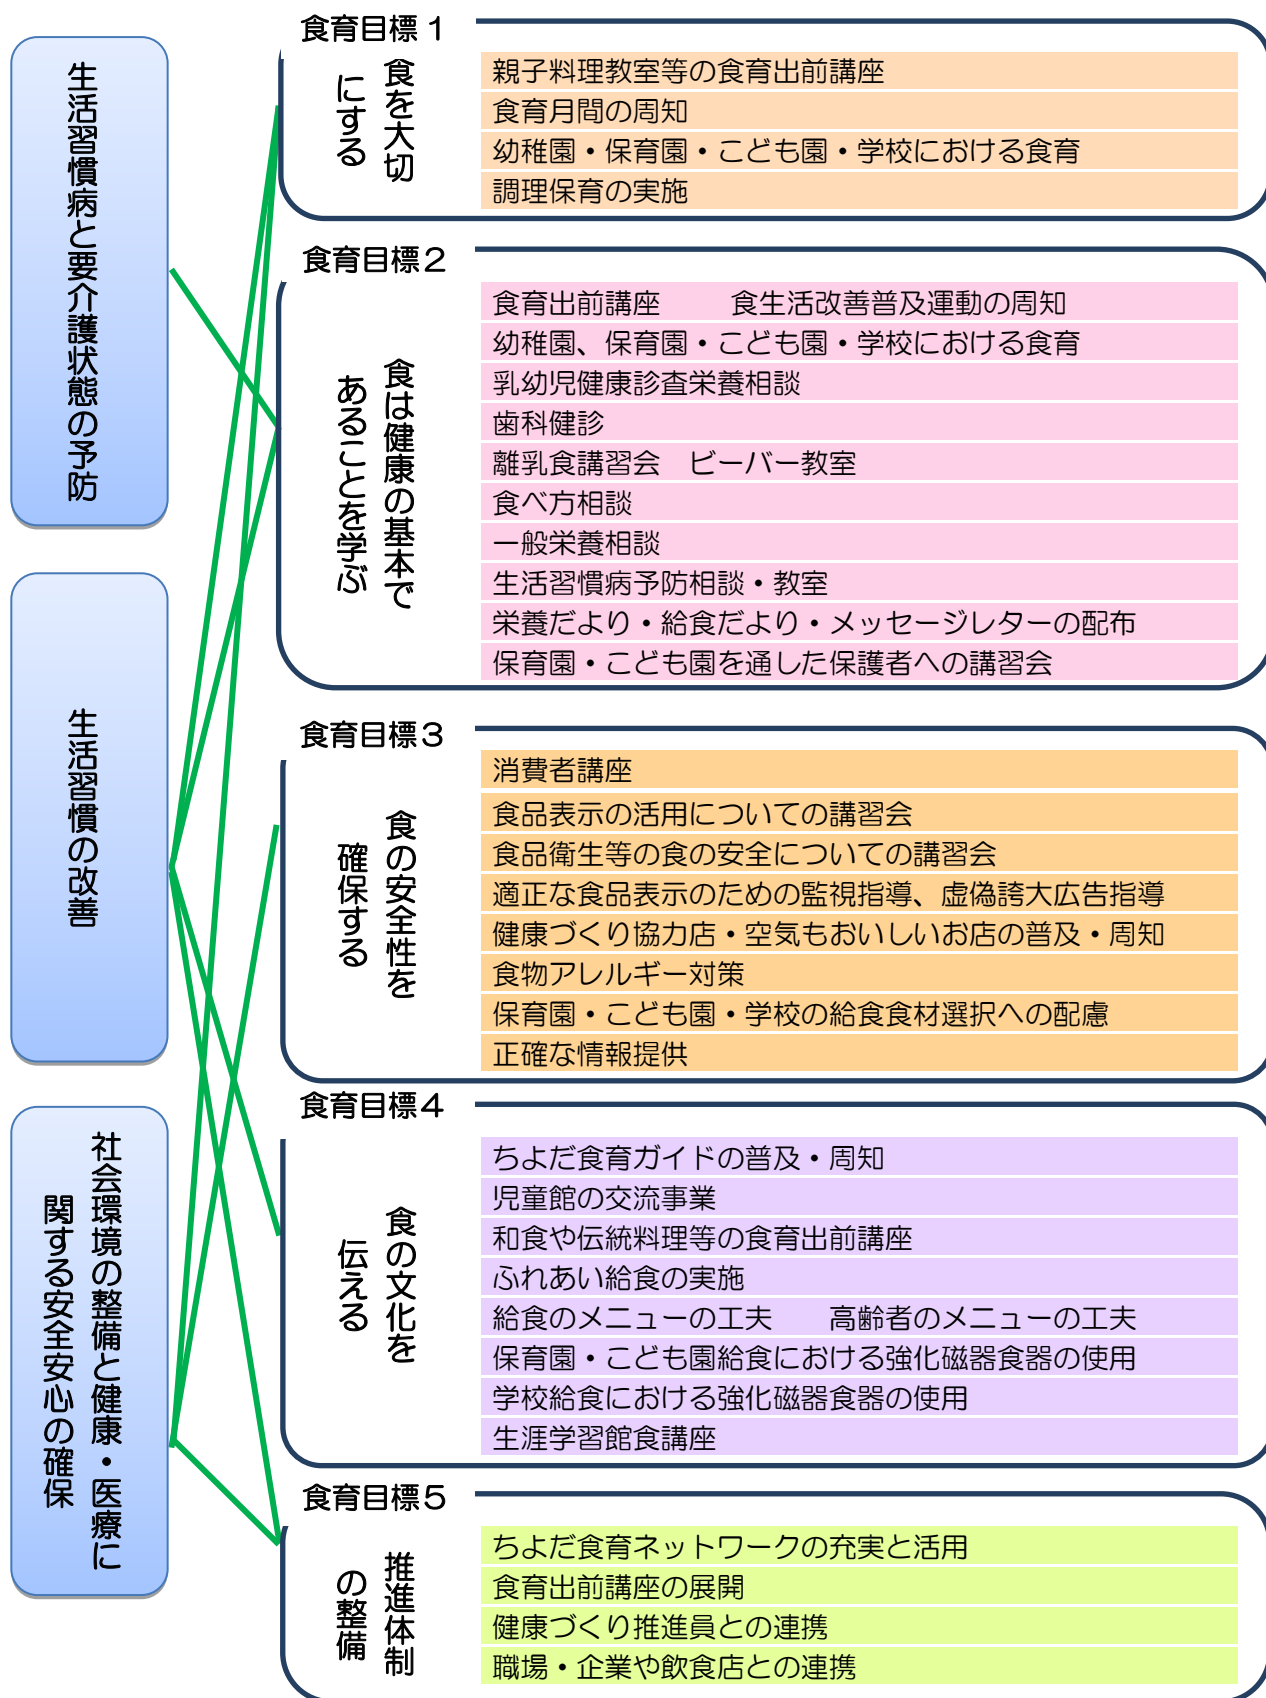 生活習慣病と要介護状態の予防
生活習慣の改善
社会環境の整備と健康・医療に
関する安全安心の確保
食育目標１
食を大切
にする
親子料理教室等の食育出前講座
食育月間の周知
幼稚園・保育園・こども園・学校における食育
調理保育の実施
食育目標２
食は健康の基本で
あることを学ぶ
食育出前講座　　食生活改善普及運動の周知
幼稚園、保育園・こども園・学校における食育
乳幼児健康診査栄養相談
歯科健診
離乳食講習会　ビーバー教室
食べ方相談
一般栄養相談
生活習慣病予防相談・教室
栄養だより・給食だより・メッセージレターの配布
保育園・こども園を通した保護者への講習会
食育目標３
食の安全性を
確保する
消費者講座
食品表示の活用についての講習会
食品衛生等の食の安全についての講習会
適正な食品表示のための監視指導、虚偽誇大広告指導
健康づくり協力店・空気もおいしいお店の普及・周知
食物アレルギー対策
保育園・こども園・学校の給食食材選択への配慮
正確な情報提供
食育目標４
食の文化を
伝える
ちよだ食育ガイドの普及・周知
児童館の交流事業
和食や伝統料理等の食育出前講座
ふれあい給食の実施
給食のメニューの工夫　　高齢者のメニューの工夫
保育園・こども園給食における強化磁器食器の使用
学校給食における強化磁器食器の使用
生涯学習館食講座
食育目標５
推進体制
の整備
ちよだ食育ネットワークの充実と活用
食育出前講座の展開
健康づくり推進員との連携
職場・企業や飲食店との連携